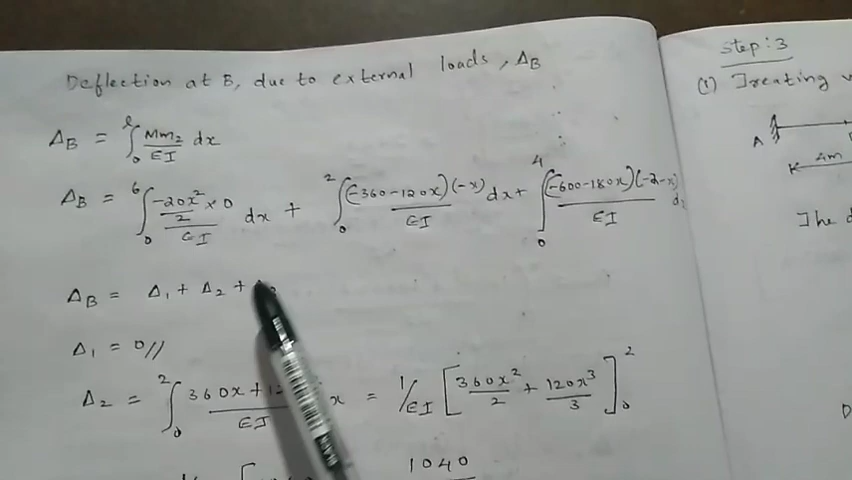 Deflection at B, due to external loads, Δ_B
Δ_B = ∫₀^l Mm₂/EI dx
Δ_B = ∫₀^6 (-20x²/2 × 0)/EI dx + ∫₀^2 (-360-120x)(-x)/EI dx + ∫₀^4 (-600-180x)(-2-x)/EI d
Δ_B = Δ₁ + Δ₂ +
Δ₁ = 0//
Δ₂ = ∫₀^2 360x+12 /EI x = 1/EI [360x²/2 + 120x³/3]₀^2
1040
step:3
(1) Treating
A
2m
The d
D